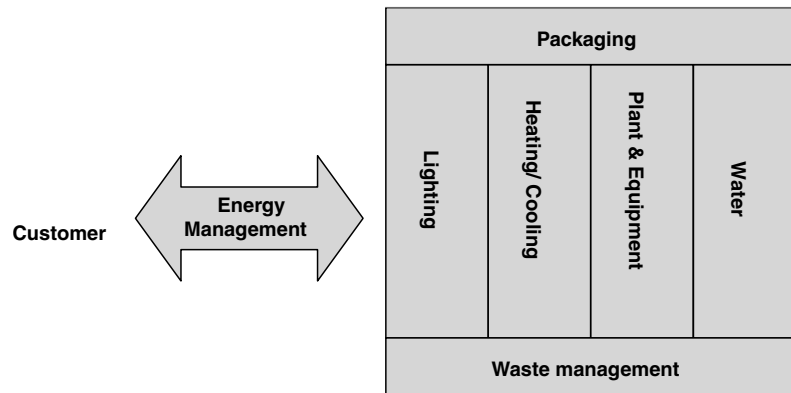 Packaging
Lighting
Heating/ Cooling
Plant & Equipment
Water
Energy
Management
Customer
Waste management